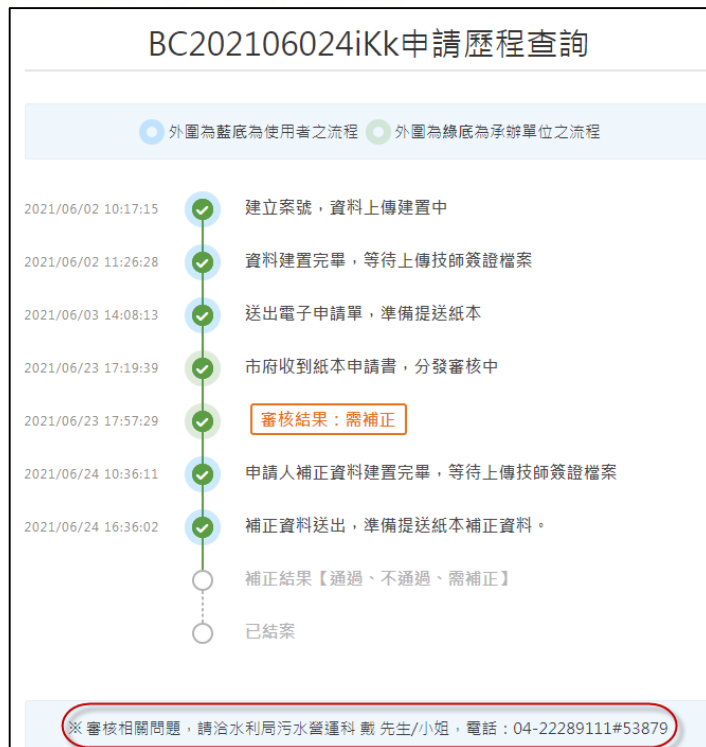 BC202106024iKk申請歷程查詢
外圍為藍底為使用者之流程 外圍為綠底為承辦單位之流程
2021/06/02 10:17:15 建立案號，資料上傳建置中
2021/06/02 11:26:28 資料建置完畢，等待上傳技師簽證檔案
2021/06/03 14:08:13 送出電子申請單，準備提送紙本
2021/06/23 17:19:39 市府收到紙本申請書，分發審核中
2021/06/23 17:57:29 審核結果：需補正
2021/06/24 10:36:11 申請人補正資料建置完畢，等待上傳技師簽證檔案
2021/06/24 16:36:02 補正資料送出，準備提送紙本補正資料。
補正結果【通過、不通過、需補正】
已結案
※ 審核相關問題，請洽水利局污水營運科 戴 先生/小姐，電話：04-22289111#53879